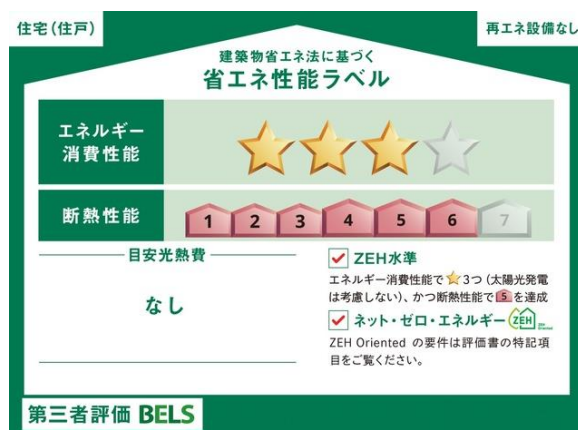 住宅(住戸)
再エネ設備なし
建築物省エネ法に基づく
省エネ性能ラベル
エネルギー
消費性能
断熱性能
1 2 3 4 5 6 7
目安光熱費
なし
ZEH水準
エネルギー消費性能で☆3つ(太陽光発電
は考慮しない)、かつ断熱性能で5を達成
ネット・ゼロ・エネルギー ZEH
ZEH Oriented の要件は評価書の特記項
目をご覧ください。
第三者評価 BELS